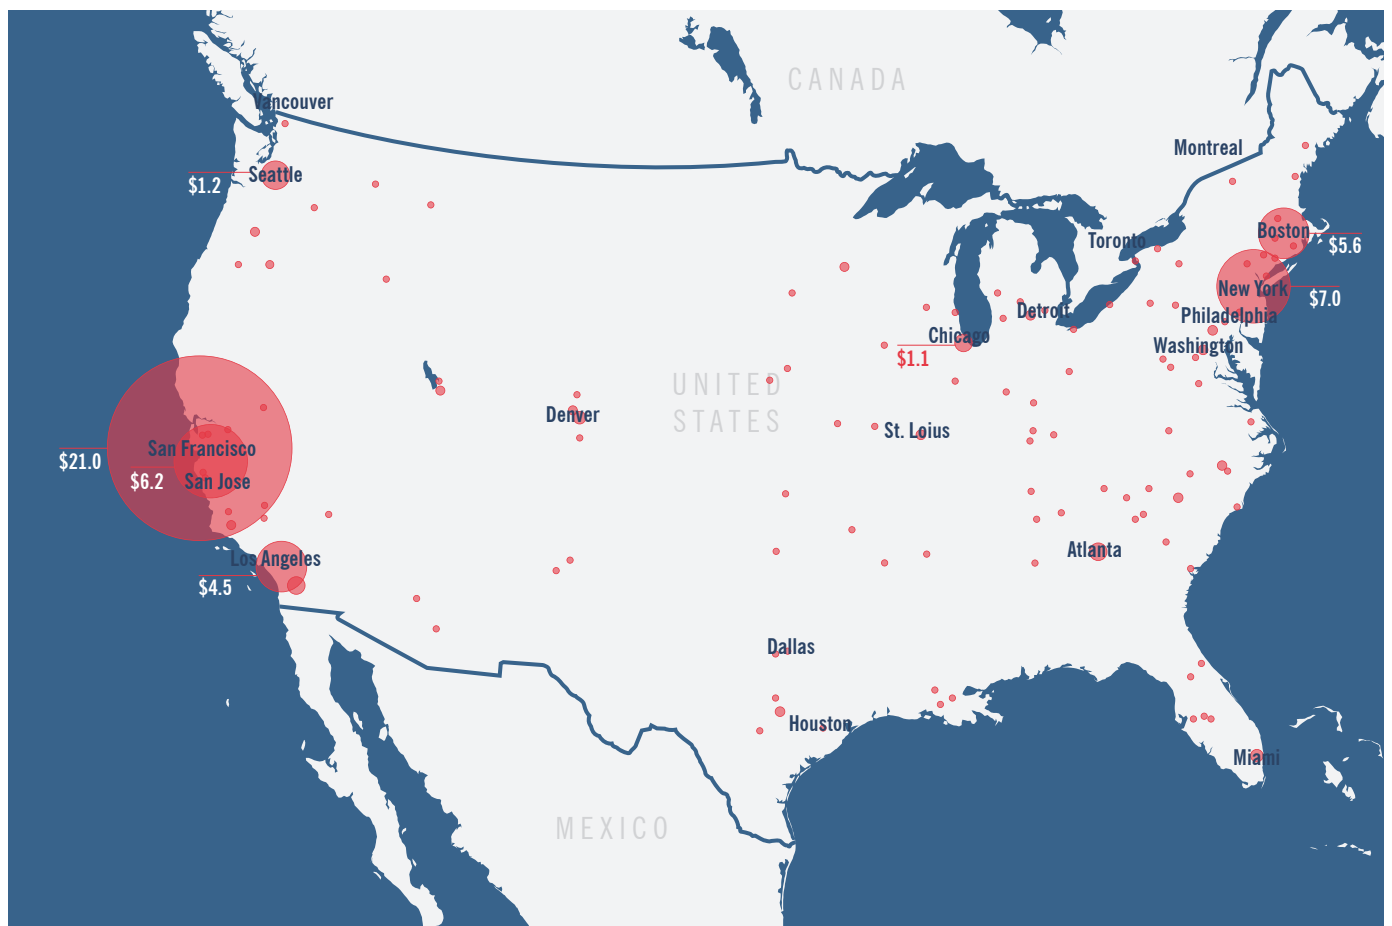 CANADA
Vancouver
Montreal
Seattle
$1.2
Boston
Toronto
$5.6
New York
$7.0
Detroit
Philadelphia
Chicago
Washington
$1.1
UNITED
STATES
Denver
St. Loius
San Francisco
$21.0
$6.2
San Jose
Atlanta
Los Angeles
$4.5
Dallas
Houston
Miami
MEXICO